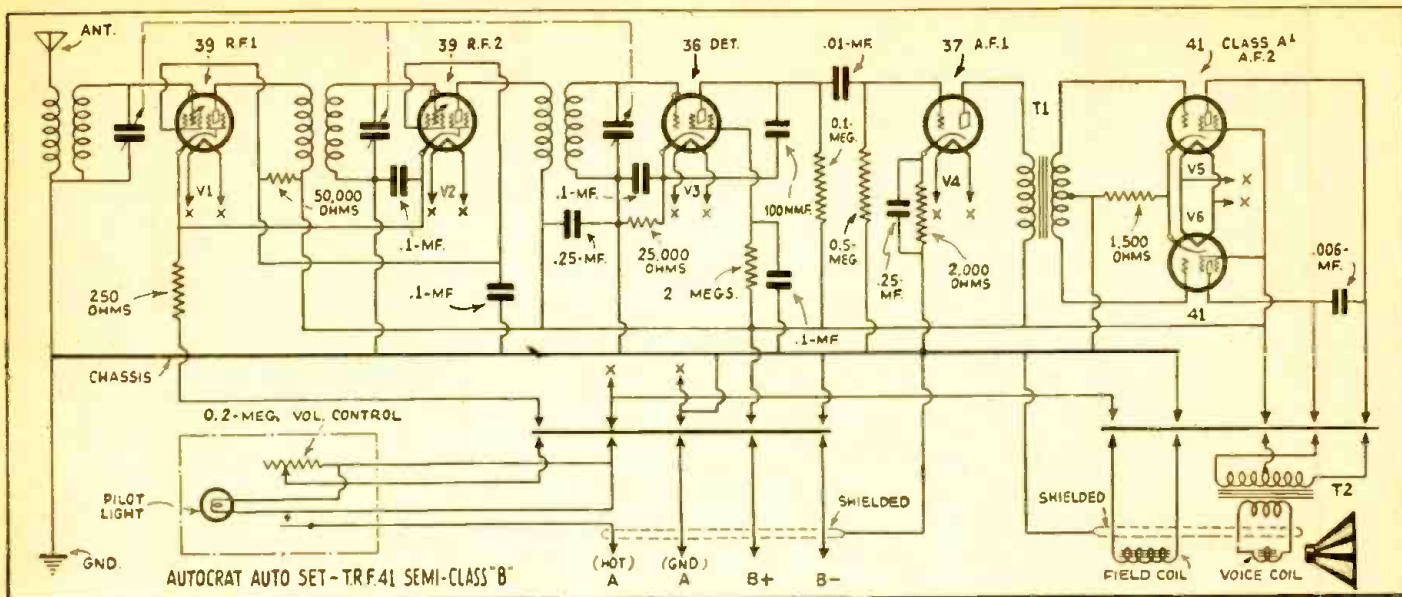 ANT.
39 R.F.1
39 R.F.2
36 DET.
.01-MF.
37 A.F.1
41 CLASS A¹
A.F.2
T1
0.1-
MEG.
V1
X X
50,000
OHMS
V2
X X
.1-MF.
.1-MF.
V3
X X
100MMF.
V4
X X
V5
X
X
V6
250
OHMS
.1-MF
.25-MF.
25,000
OHMS
2 MEGS.
0.5-
MEG.
.25-
MF.
2,000
OHMS
1,500
OHMS
41
.006-
MF.
.1-MF
CHASSIS
X X
0.2-MEG. VOL. CONTROL
PILOT
LIGHT
+
SHIELDED
SHIELDED
T2
GND.
AUTOCRAT AUTO SET - T.R.F. 41 SEMI-CLASS "B"
(HOT)
A
(GND)
A
B+
B-
FIELD COIL
VOICE COIL